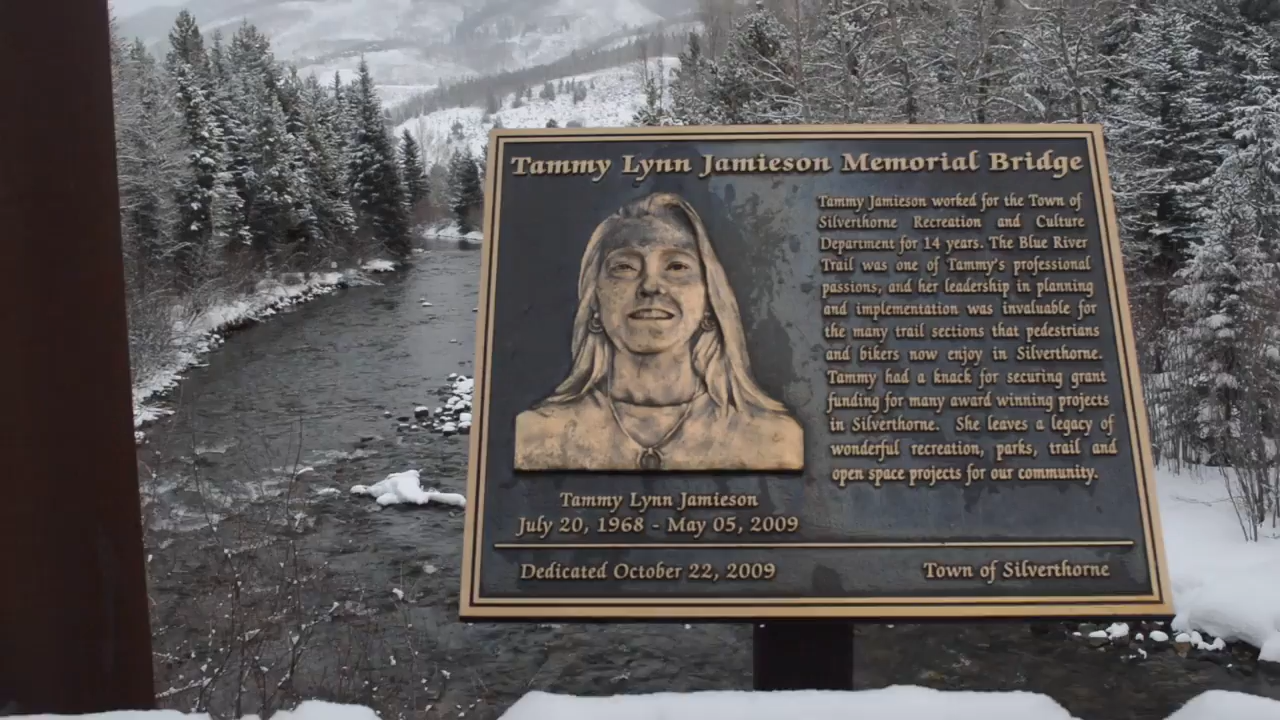 Tammy Lynn Jamieson Memorial Bridge
Tammy Jamieson worked for the Town of
Silverthorne Recreation and Culture
Department for 14 years. The Blue River
Trail was one of Tammy's professional
passions, and her leadership in planning
and implementation was invaluable for
the many trail sections that pedestrians
and bikers now enjoy in Silverthorne.
Tammy had a knack for securing grant
funding for many award winning projects
in Silverthorne. She leaves a legacy of
wonderful recreation, parks, trail and
open space projects for our community.
Tammy Lynn Jamieson
July 20, 1968 - May 05, 2009
Dedicated October 22, 2009
Town of Silverthorne